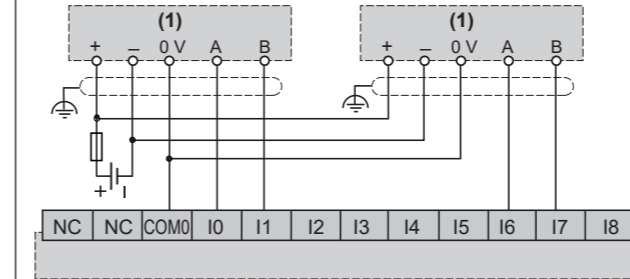 (1) (1)
+ – 0 V A B + – 0 V A B
+ –
NC NC COM0 I0 I1 I2 I3 I4 I5 I6 I7 I8